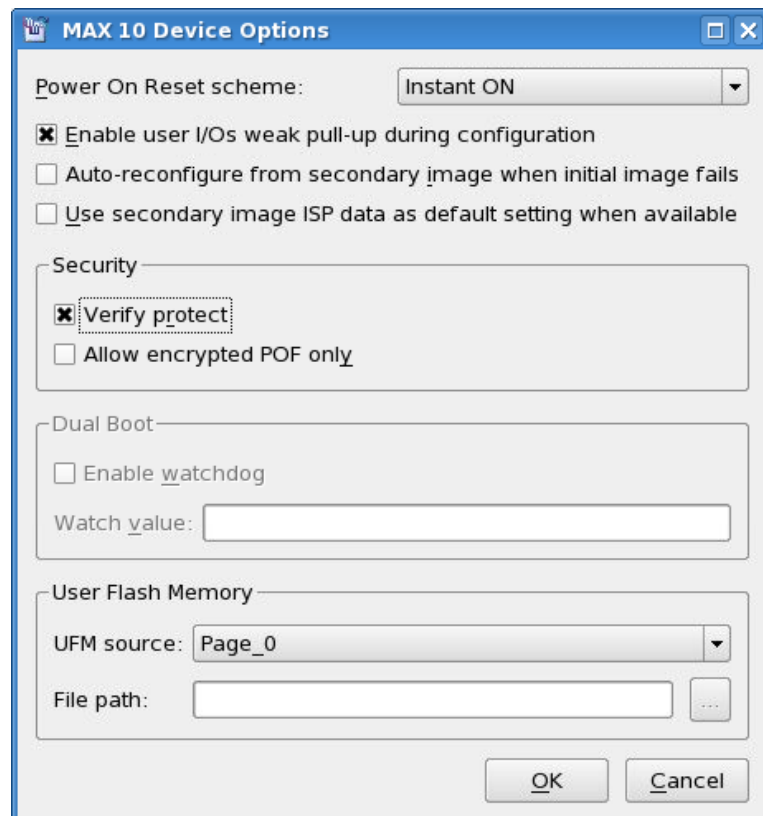 MAX 10 Device Options
Power On Reset scheme: Instant ON
Enable user I/Os weak pull-up during configuration
Auto-reconfigure from secondary image when initial image fails
Use secondary image ISP data as default setting when available
Security
Verify protect
Allow encrypted POF only
Dual Boot
Enable watchdog
Watch value:
User Flash Memory
UFM source: Page_0
File path: ...
OK Cancel